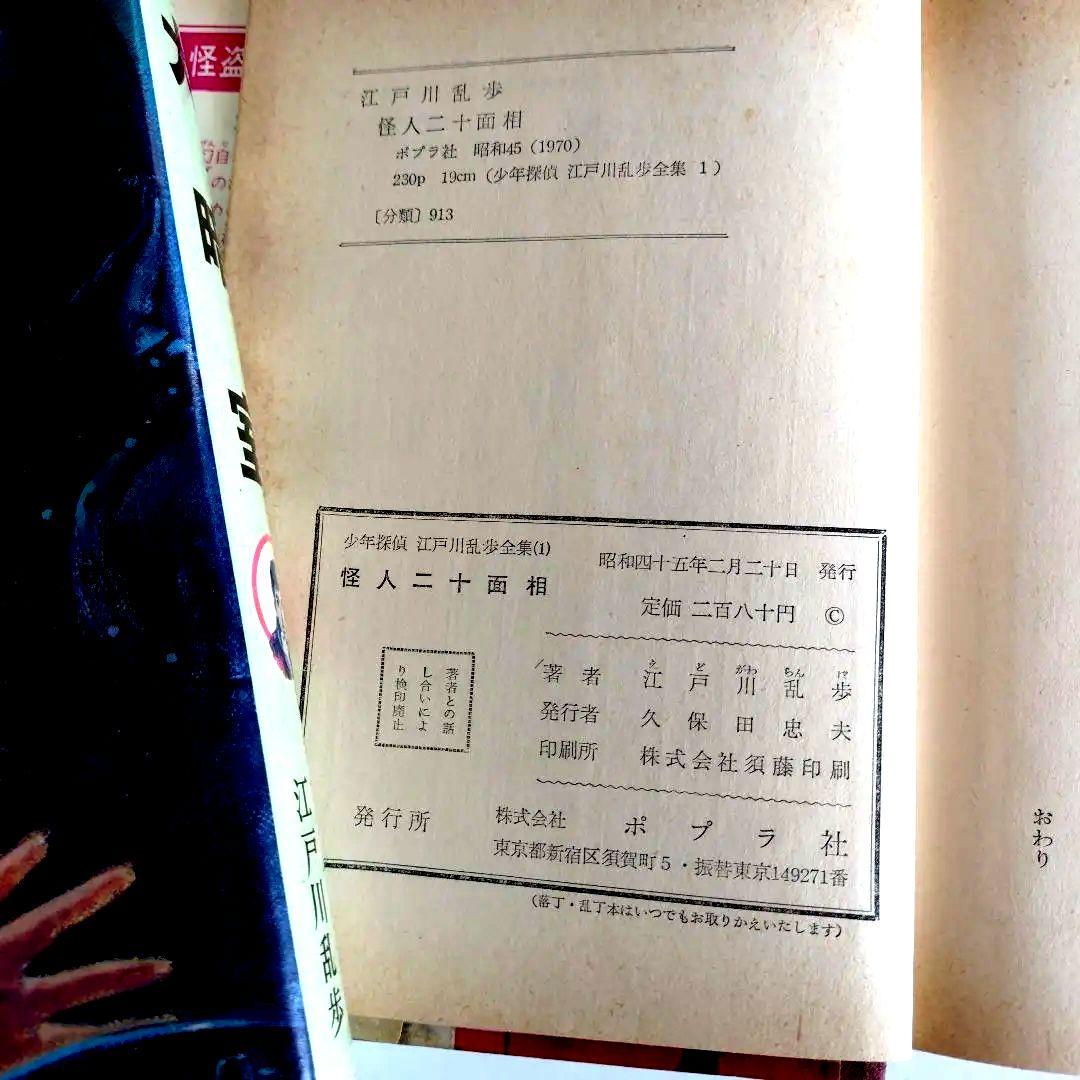 江戸川乱歩
怪人二十面相
ポプラ社 昭和45（1970）
230p 19cm（少年探偵 江戸川乱歩全集 1）
〔分類〕913
少年探偵 江戸川乱歩全集(1)
怪人二十面相
昭和四十五年二月二十日 発行
定価 二百八十円 ©
著者との話
し合いによ
り検印廃止
著者 江戸川乱歩
えどがわらんぽ
発行者 久保田忠夫
印刷所 株式会社須藤印刷
発行所 株式会社 ポプラ社
東京都新宿区須賀町5・振替東京149271番
（落丁・乱丁本はいつでもお取りかえいたします）
おわり
怪盗
江戸川乱歩